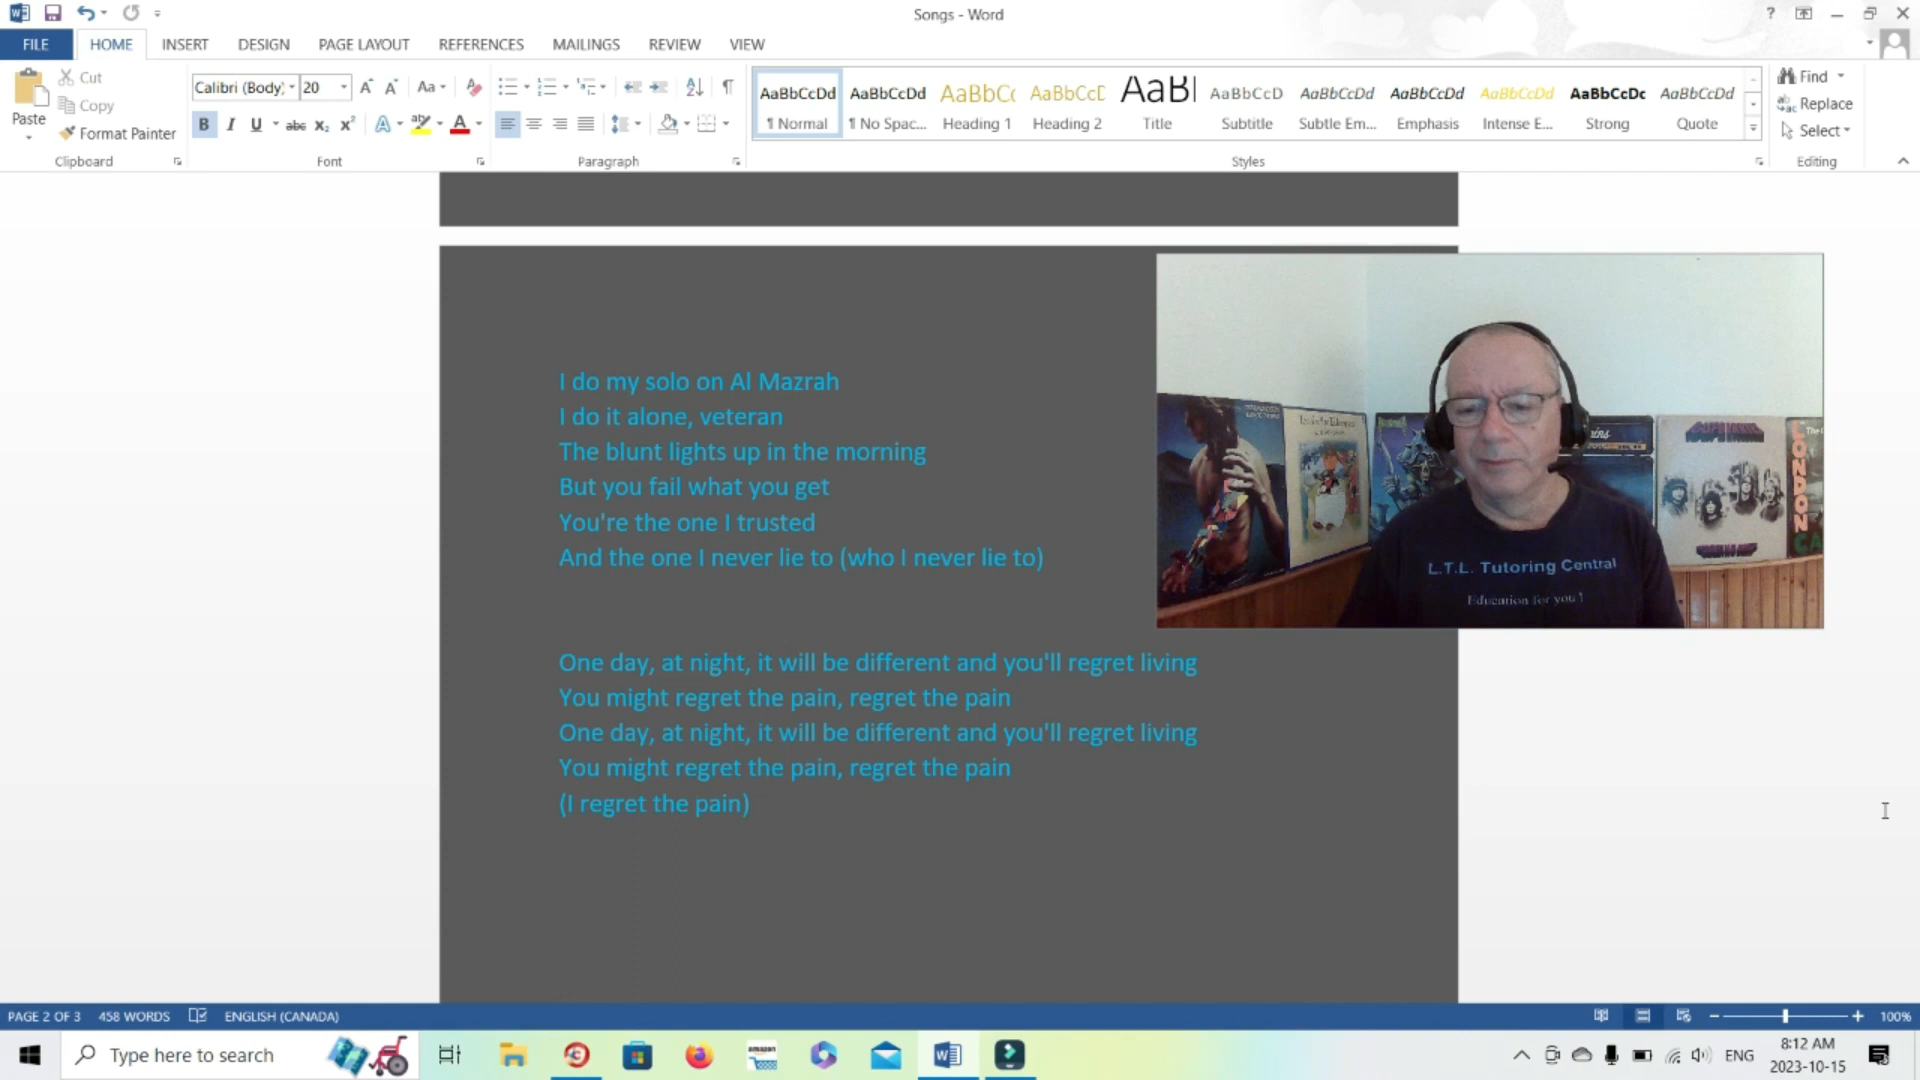 Songs - Word
?
FILE HOME INSERT DESIGN PAGE LAYOUT REFERENCES MAILINGS REVIEW VIEW
Paste
Cut
Copy
Format Painter
Clipboard
Calibri (Body) 20
Font
Paragraph
AaBbCcDd AaBbCcDd AaBbCc AaBbCcD AaBl AaBbCcD AaBbCcDd AaBbCcDd AaBbCcDd AaBbCcDc AaBbCcDd
¶ Normal ¶ No Spac... Heading 1 Heading 2 Title Subtitle Subtle Em... Emphasis Intense E... Strong Quote
Styles
Find
Replace
Select
Editing
I do my solo on Al Mazrah
I do it alone, veteran
The blunt lights up in the morning
But you fail what you get
You're the one I trusted
And the one I never lie to (who I never lie to)
One day, at night, it will be different and you'll regret living
You might regret the pain, regret the pain
One day, at night, it will be different and you'll regret living
You might regret the pain, regret the pain
(I regret the pain)
LONDON
L.T.L. Tutoring Central
Education for you !
PAGE 2 OF 3 458 WORDS ENGLISH (CANADA)
100%
Type here to search
amazon
ENG
8:12 AM
2023-10-15